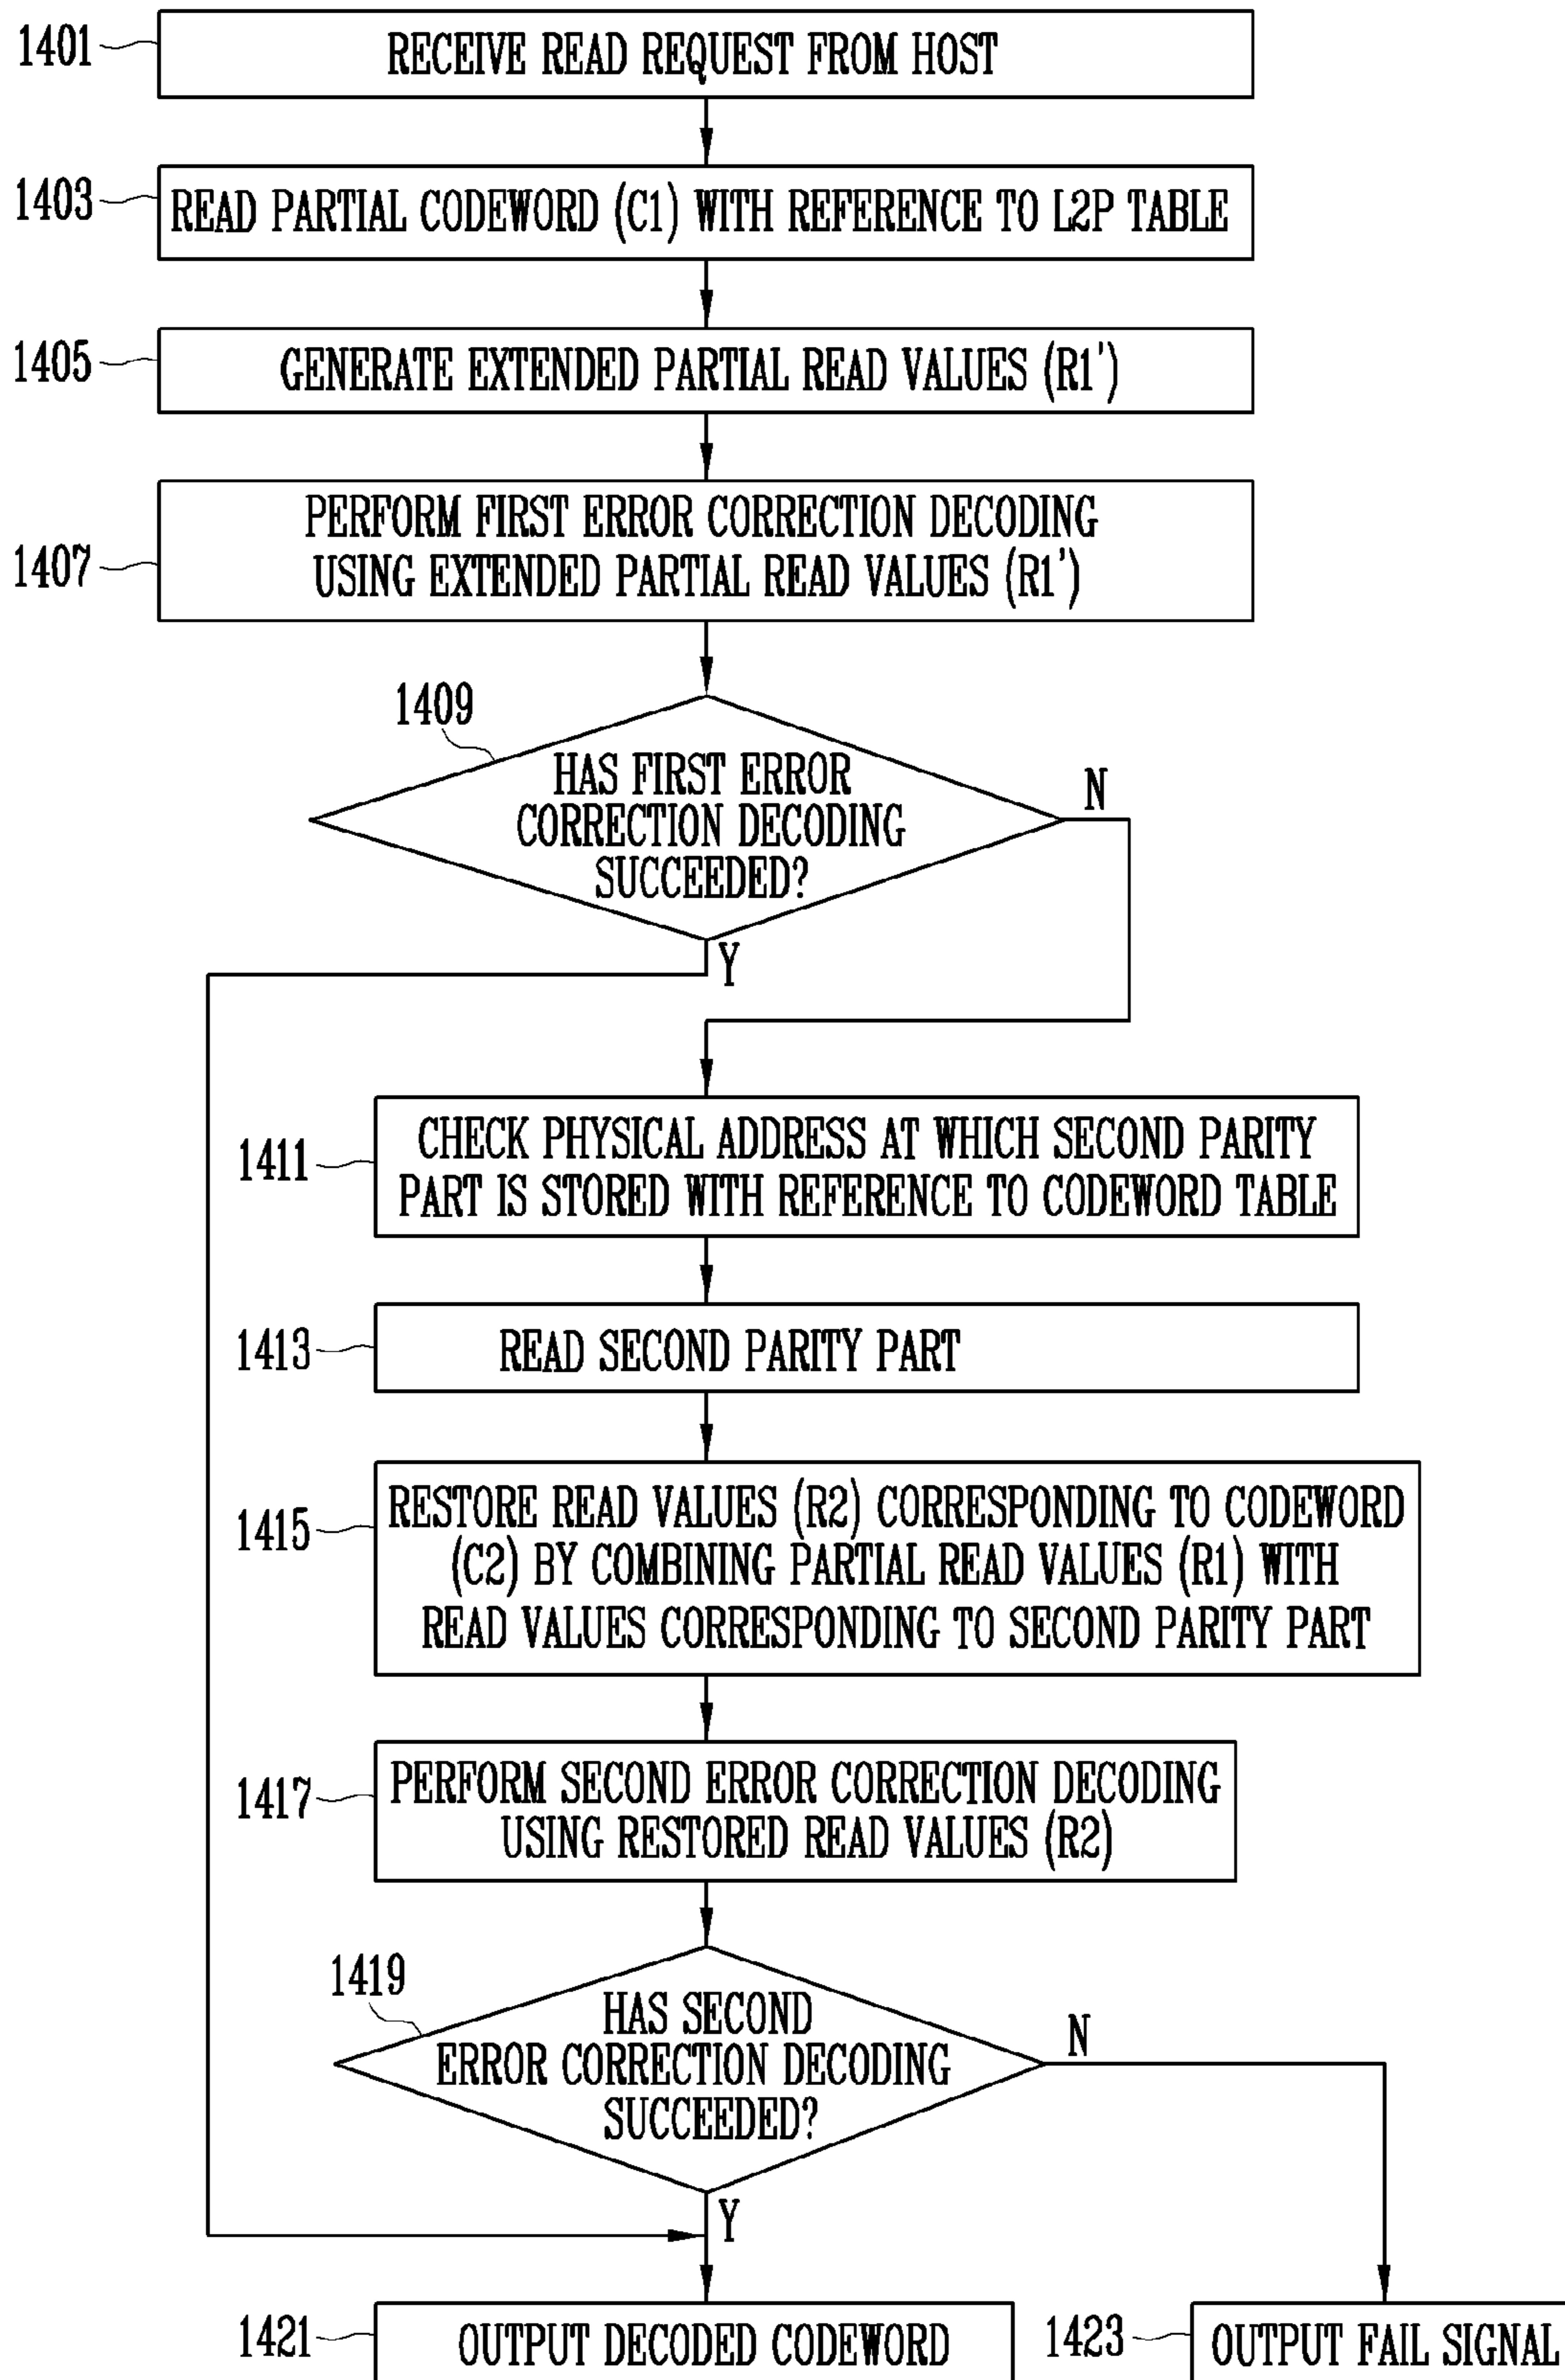 1401
RECEIVE READ REQUEST FROM HOST
1403
READ PARTIAL CODEWORD (C1) WITH REFERENCE TO L2P TABLE
1405
GENERATE EXTENDED PARTIAL READ VALUES (R1')
1407
PERFORM FIRST ERROR CORRECTION DECODING
USING EXTENDED PARTIAL READ VALUES (R1')
1409
HAS FIRST ERROR
CORRECTION DECODING
SUCCEEDED?
N
Y
1411
CHECK PHYSICAL ADDRESS AT WHICH SECOND PARITY
PART IS STORED WITH REFERENCE TO CODEWORD TABLE
1413
READ SECOND PARITY PART
1415
RESTORE READ VALUES (R2) CORRESPONDING TO CODEWORD
(C2) BY COMBINING PARTIAL READ VALUES (R1) WITH
READ VALUES CORRESPONDING TO SECOND PARITY PART
1417
PERFORM SECOND ERROR CORRECTION DECODING
USING RESTORED READ VALUES (R2)
1419
HAS SECOND
ERROR CORRECTION DECODING
SUCCEEDED?
N
Y
1421
OUTPUT DECODED CODEWORD
1423
OUTPUT FAIL SIGNAL